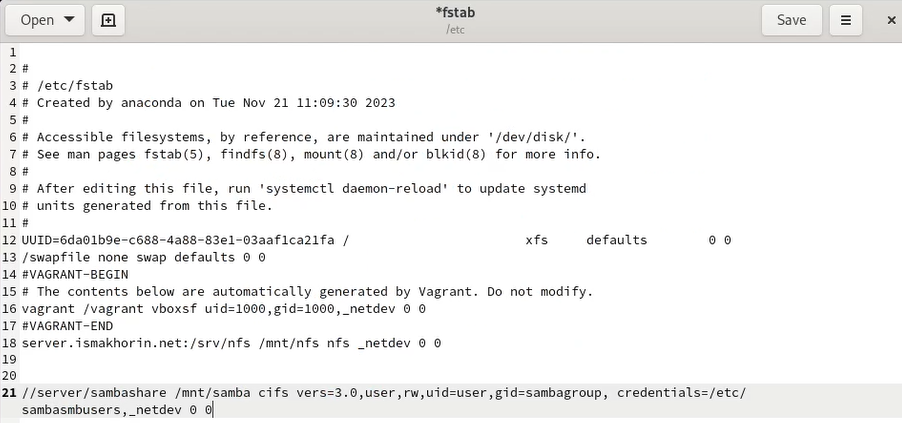 Open
*fstab
/etc
Save
1
2 #
3 # /etc/fstab
4 # Created by anaconda on Tue Nov 21 11:09:30 2023
5 #
6 # Accessible filesystems, by reference, are maintained under '/dev/disk/'.
7 # See man pages fstab(5), findfs(8), mount(8) and/or blkid(8) for more info.
8 #
9 # After editing this file, run 'systemctl daemon-reload' to update systemd
10 # units generated from this file.
11 #
12 UUID=6da01b9e-c688-4a88-83e1-03aaf1ca21fa / xfs defaults 0 0
13 /swapfile none swap defaults 0 0
14 #VAGRANT-BEGIN
15 # The contents below are automatically generated by Vagrant. Do not modify.
16 vagrant /vagrant vboxsf uid=1000,gid=1000,_netdev 0 0
17 #VAGRANT-END
18 server.ismakhorin.net:/srv/nfs /mnt/nfs nfs _netdev 0 0
19
20
21 //server/sambashare /mnt/samba cifs vers=3.0,user,rw,uid=user,gid=sambagroup, credentials=/etc/
sambasmbusers,_netdev 0 0